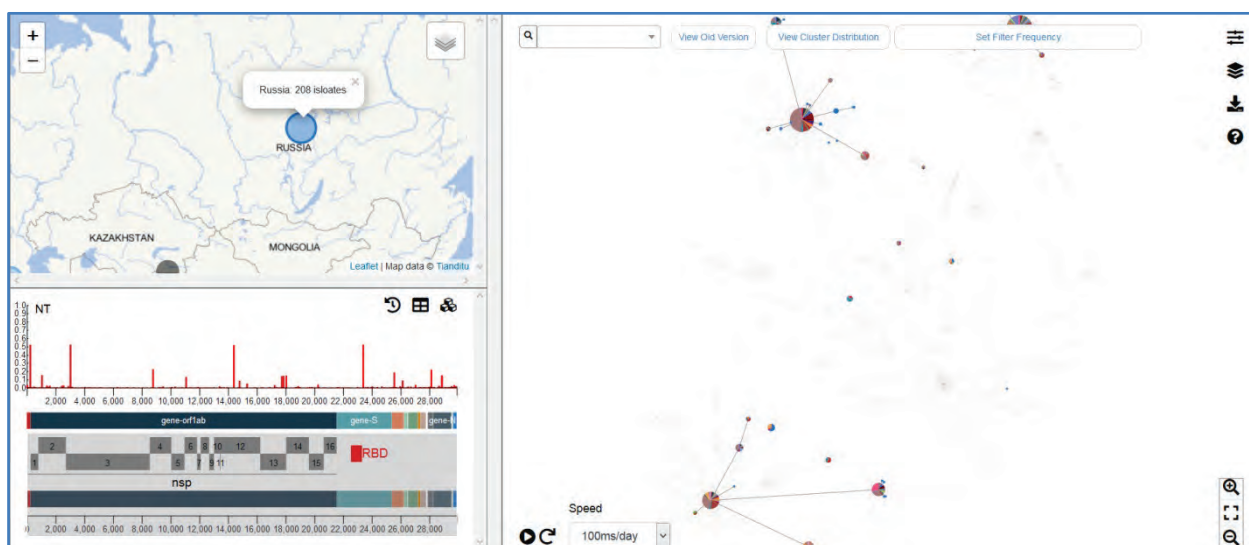 +
−
Russia: 208 isloates
×
RUSSIA
KAZAKHSTAN
MONGOLIA
Leaflet | Map data © Tianditu
View Old Version
View Cluster Distribution
Set Filter Frequency
NT
1.0
0.9
0.8
0.7
0.6
0.5
0.4
0.3
0.2
0.1
0.0
2,000 4,000 6,000 8,000 10,000 12,000 14,000 16,000 18,000 20,000 22,000 24,000 26,000 28,000
gene-orf1ab gene-S gene-N
2 4 6 8 10 12 14 16
1 3 5 7 9 11 13 15
RBD
nsp
0 2,000 4,000 6,000 8,000 10,000 12,000 14,000 16,000 18,000 20,000 22,000 24,000 26,000 28,000
Speed
100ms/day